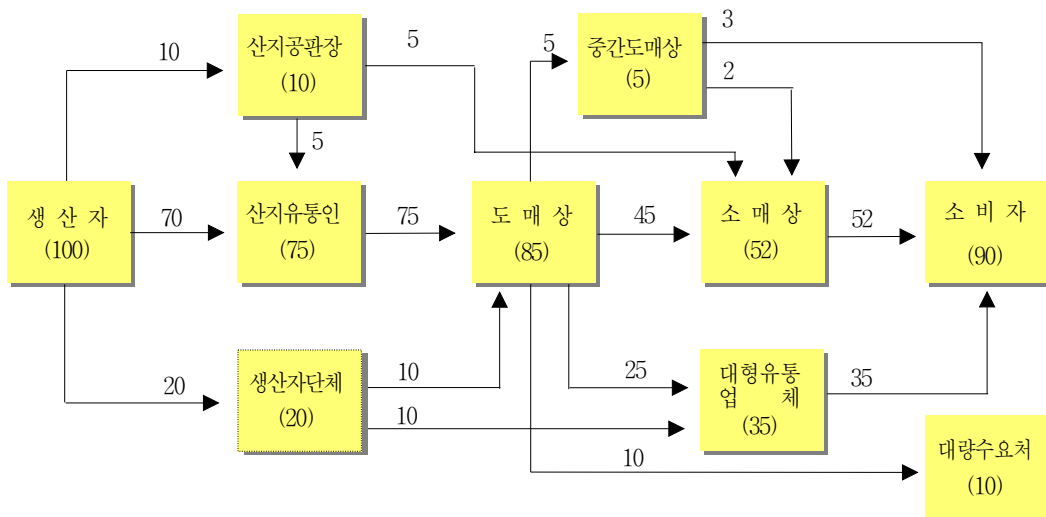 3
산지공판장
(10)
5
5
중간도매상
(5)
10
2
5
생 산 자
(100)
70
산지유통인
(75)
75
도 매 상
(85)
45
소 매 상
(52)
52
소 비 자
(90)
20
생산자단체
(20)
10
10
25
대형유통
업 체
(35)
35
10
대량수요처
(10)